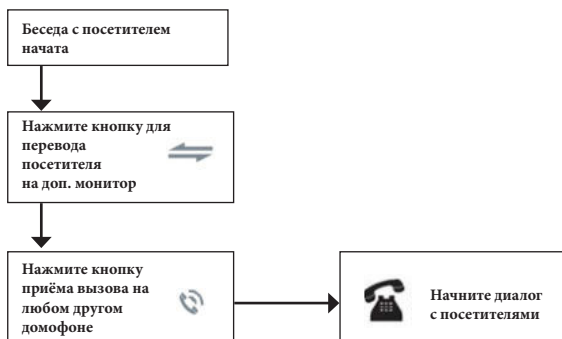 Беседа с посетителем
начата
Нажмите кнопку для
перевода
посетителя
на доп. монитор
Нажмите кнопку
приёма вызова на
любом другом
домофоне
Начните диалог
с посетителями